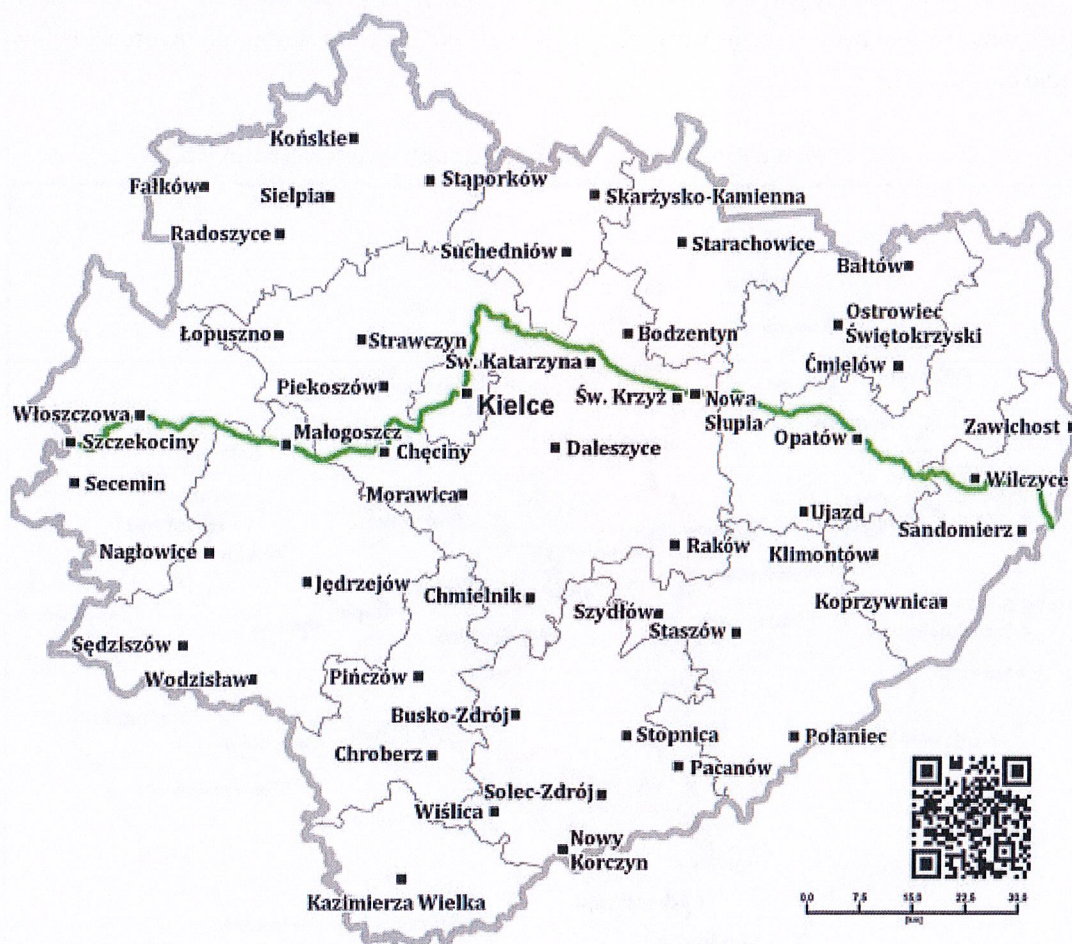 Końskie
Fałków
Sielpia
Stąporków
Skarżysko-Kamienna
Radoszyce
Suchedniów
Starachowice
Bałtów
Łopuszno
Strawczyn
Bodzentyn
Ostrowiec
Świętokrzyski
Św. Katarzyna
Ćmielów
Piekoszów
Kielce
Św. Krzyż
Nowa
Słupia
Włoszczowa
Szczekociny
Małogoszcz
Chęciny
Daleszyce
Opatów
Zawichost
Secemin
Morawica
Wilczyce
Ujazd
Sandomierz
Nagłowice
Raków
Klimontów
Jędrzejów
Chmielnik
Szydłów
Koprzywnica
Sędziszów
Staszów
Wodzisław
Pińczów
Busko-Zdrój
Stopnica
Połaniec
Chroberz
Pacanów
Solec-Zdrój
Wiślica
Nowy
Korczyn
Kazimierza Wielka
0,0 7,5 15,0 22,5
[km]